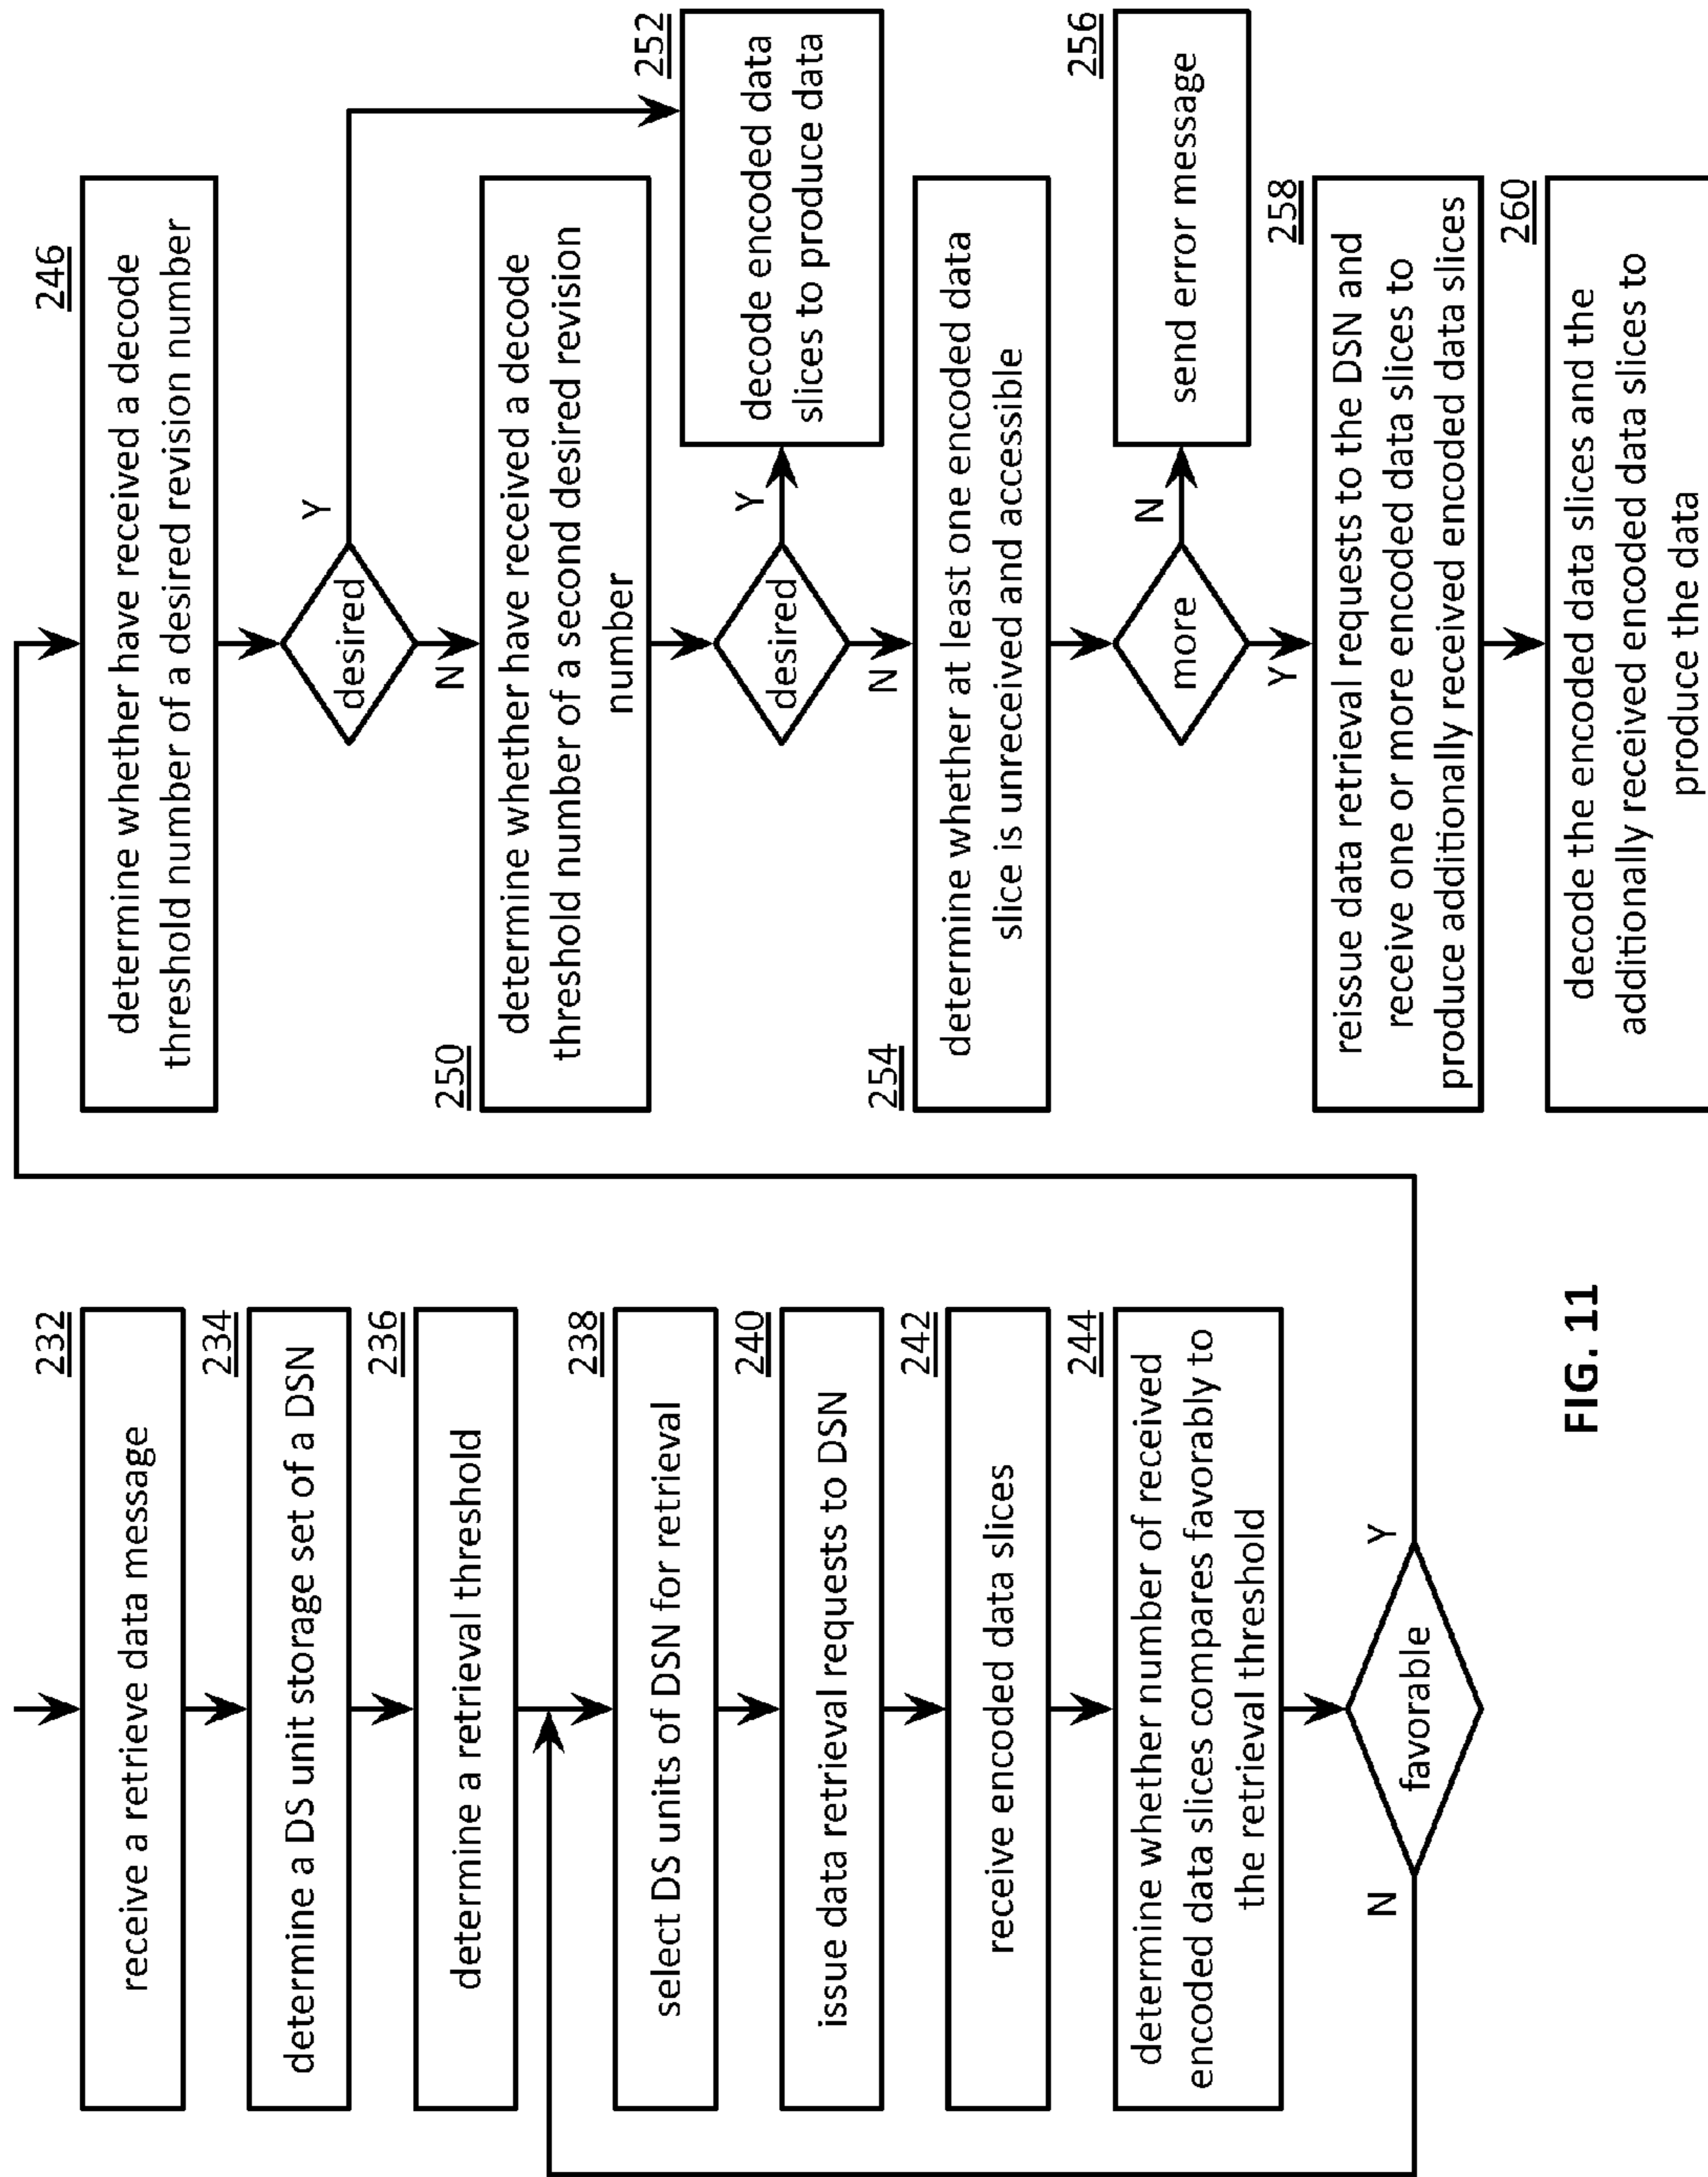 232
receive a retrieve data message
234
determine a DS unit storage set of a DSN
236
determine a retrieval threshold
238
select DS units of DSN for retrieval
240
issue data retrieval requests to DSN
242
receive encoded data slices
244
determine whether number of received
encoded data slices compares favorably to
the retrieval threshold
favorable
N
Y
246
determine whether have received a decode
threshold number of a desired revision number
desired
Y
N
250
determine whether have received a decode
threshold number of a second desired revision
number
desired
Y
N
252
decode encoded data
slices to produce data
254
determine whether at least one encoded data
slice is unreceived and accessible
more
N
Y
256
send error message
258
reissue data retrieval requests to the DSN and
receive one or more encoded data slices to
produce additionally received encoded data slices
260
decode the encoded data slices and the
additionally received encoded data slices to
produce the data
FIG. 11